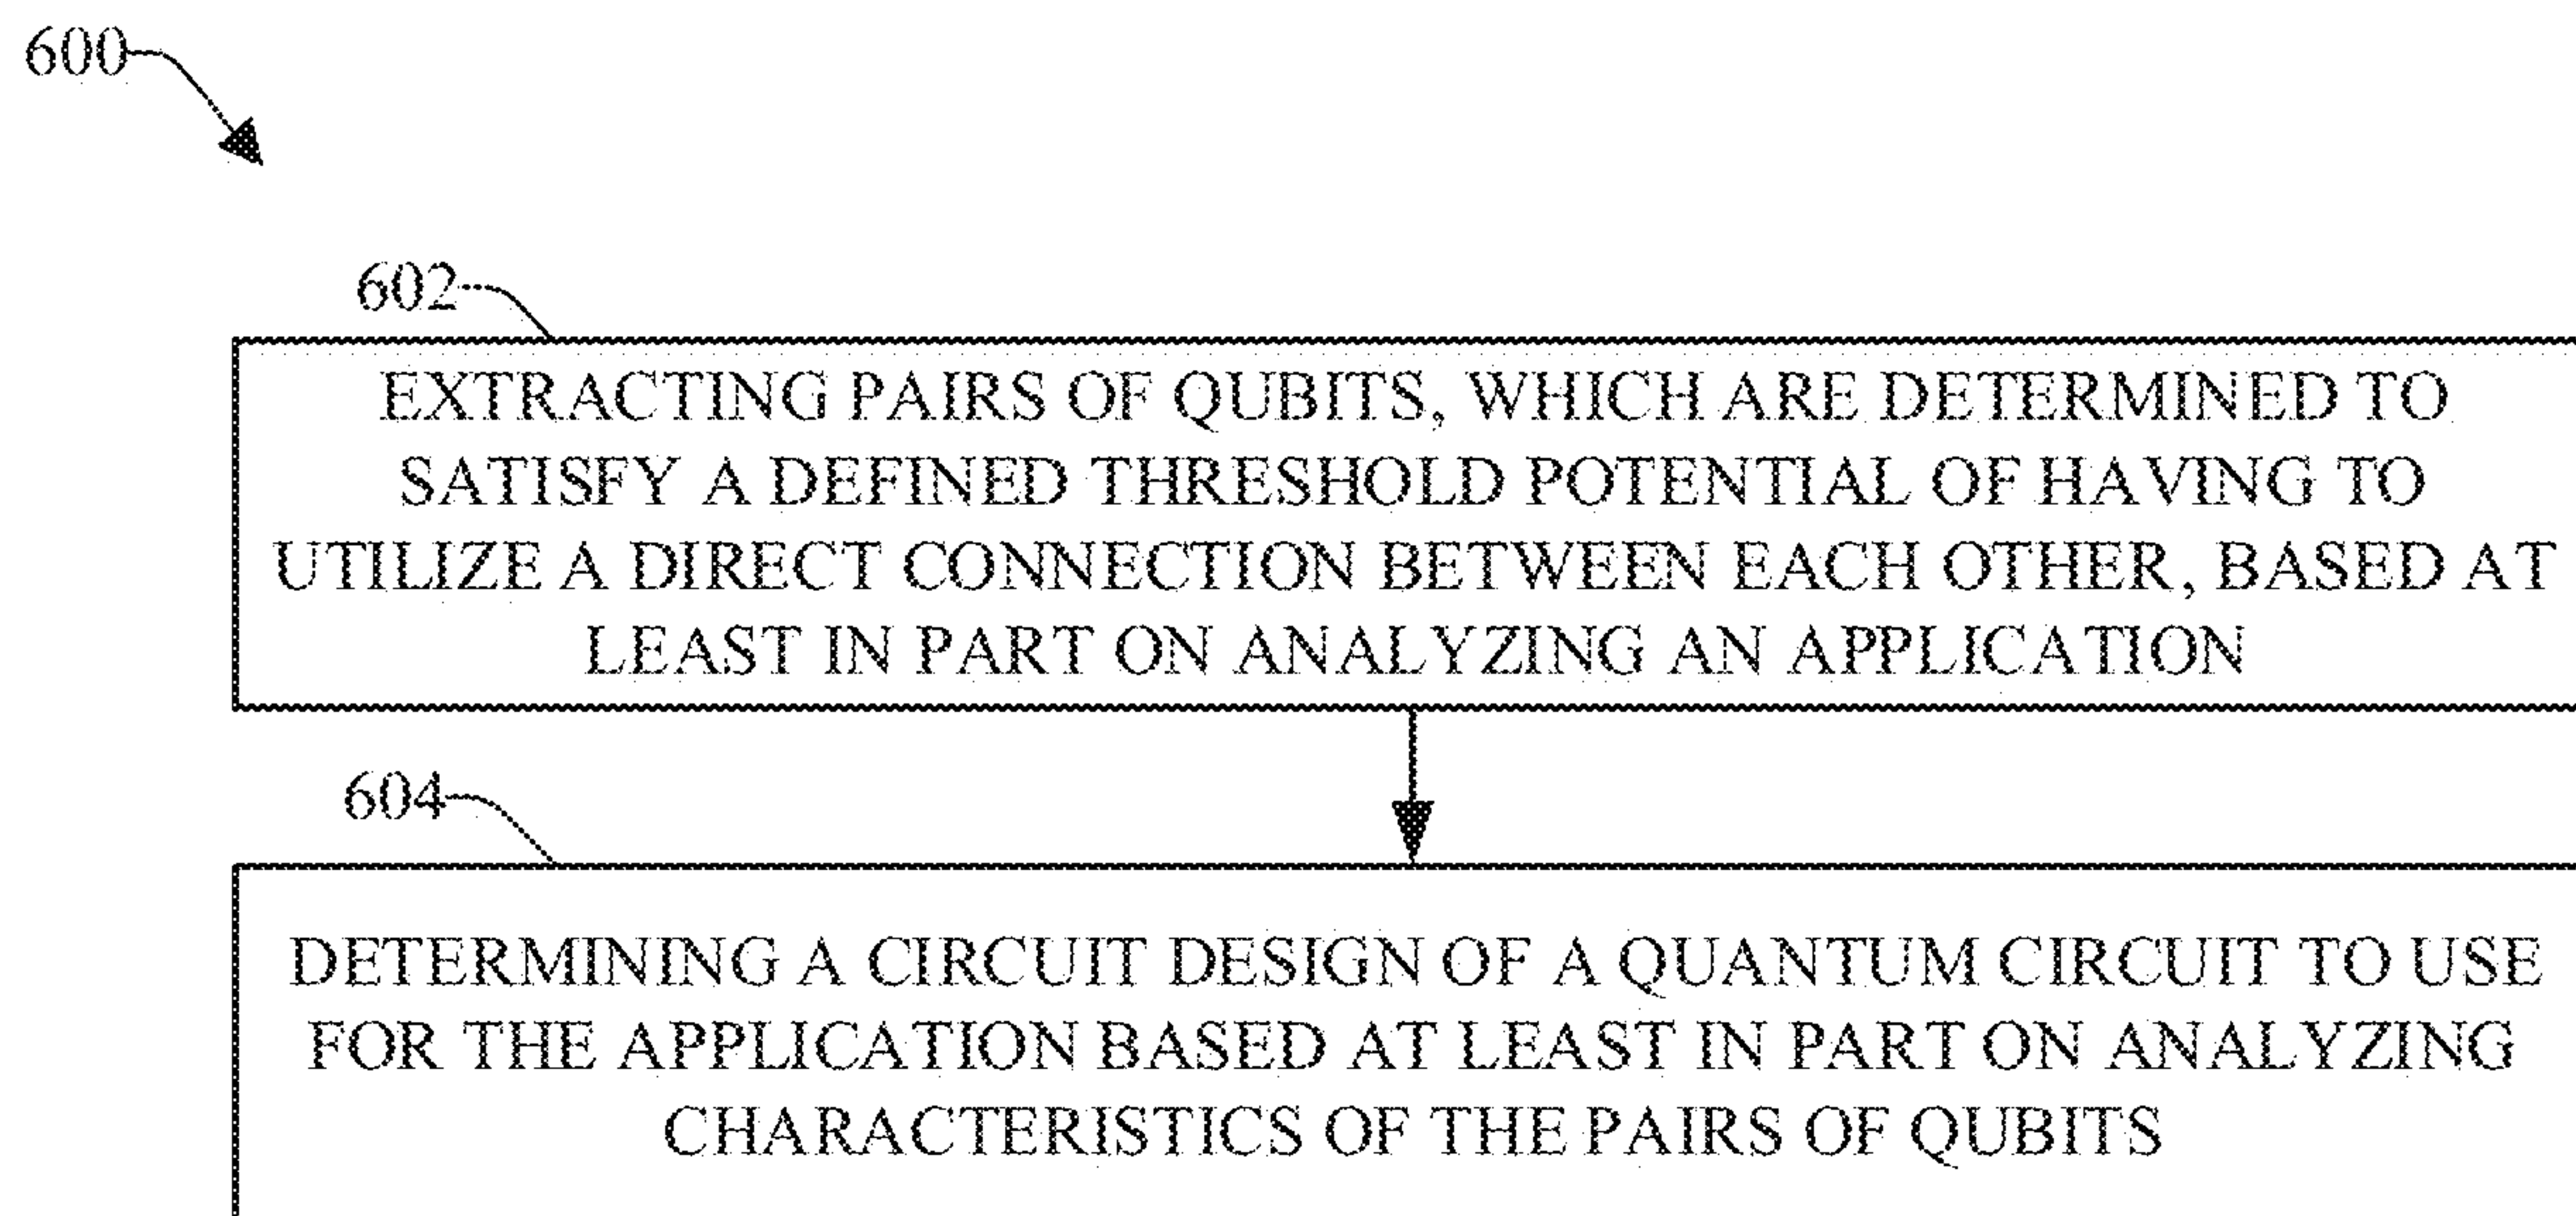 600
602
EXTRACTING PAIRS OF QUBITS, WHICH ARE DETERMINED TO
SATISFY A DEFINED THRESHOLD POTENTIAL OF HAVING TO
UTILIZE A DIRECT CONNECTION BETWEEN EACH OTHER, BASED AT
LEAST IN PART ON ANALYZING AN APPLICATION
604
DETERMINING A CIRCUIT DESIGN OF A QUANTUM CIRCUIT TO USE
FOR THE APPLICATION BASED AT LEAST IN PART ON ANALYZING
CHARACTERISTICS OF THE PAIRS OF QUBITS